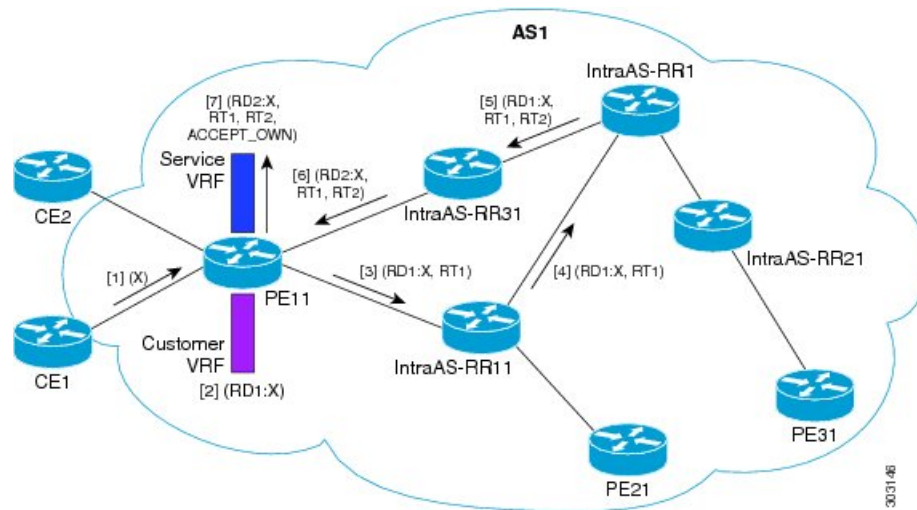 AS1
IntraAS-RR1
[7] (RD2:X,
RT1, RT2,
ACCEPT_OWN)
Service
VRF
[5] (RD1:X,
RT1, RT2)
[6] (RD2:X,
RT1, RT2)
IntraAS-RR31
CE2
IntraAS-RR21
[1] (X)
PE11
[3] (RD1:X, RT1)
[4] (RD1:X, RT1)
Customer
VRF
CE1
IntraAS-RR11
[2] (RD1:X)
PE31
PE21
303146